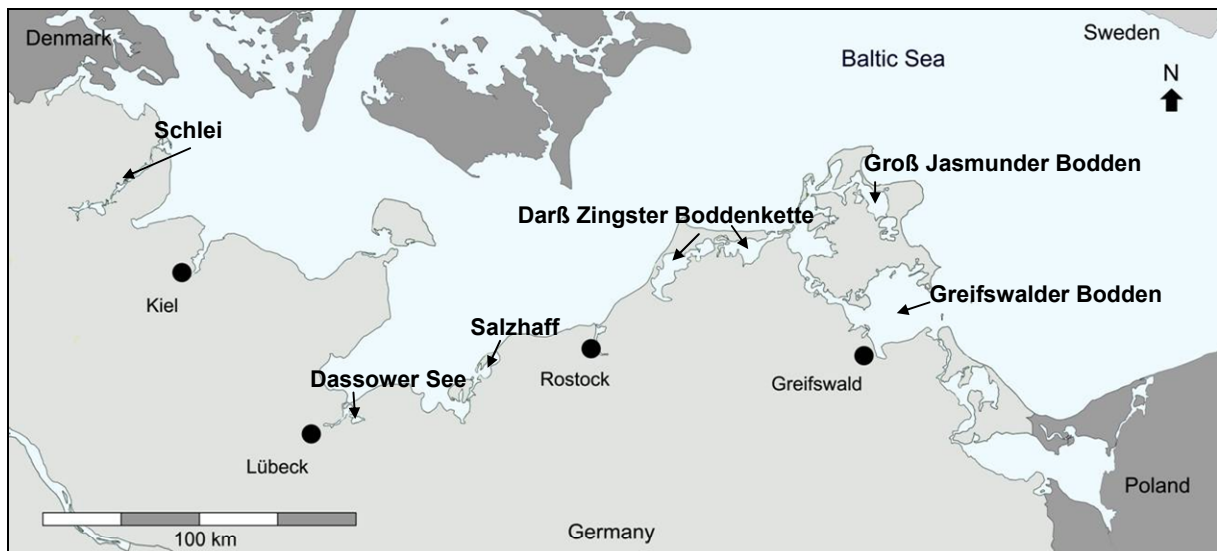 Denmark
Sweden
Baltic Sea
N
Schlei
Groß Jasmunder Bodden
Darß Zingster Boddenkette
Kiel
Greifswalder Bodden
Salzhaff
Rostock
Greifswald
Dassower See
Lübeck
Poland
100 km
Germany